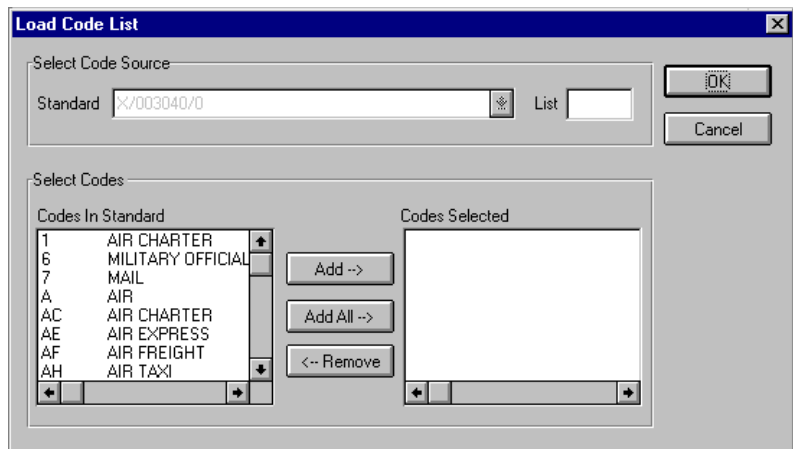 Load Code List
Select Code Source
Standard X/003040/0 List
OK
Cancel
Select Codes
Codes In Standard
Codes Selected
1 AIR CHARTER
6 MILITARY OFFICIAL
7 MAIL
A AIR
AC AIR CHARTER
AE AIR EXPRESS
AF AIR FREIGHT
AH AIR TAXI
Add -->
Add All -->
<-- Remove